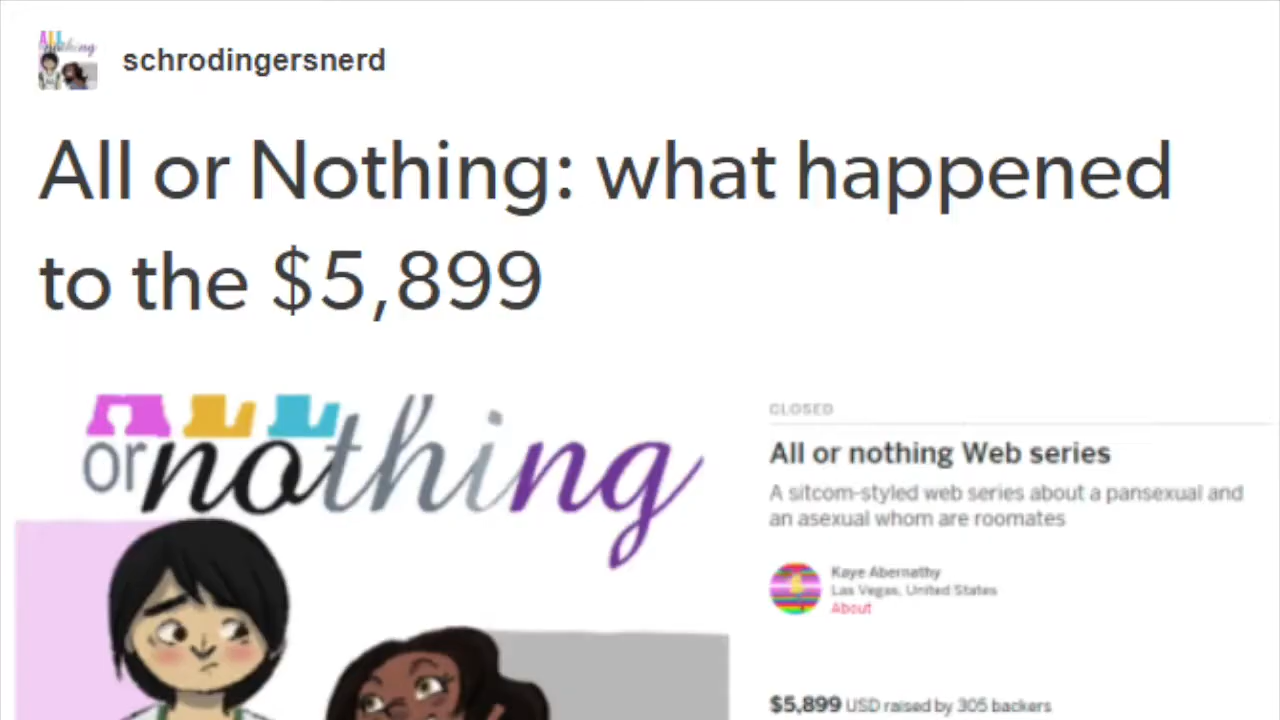 schrodingersnerd
All or Nothing: what happened
to the $5,899
ALL
or nothing
CLOSED
All or nothing Web series
A sitcom-styled web series about a pansexual and
an asexual whom are roomates
Kaye Abernathy
Las Vegas, United States
About
$5,899 USD raised by 305 backers